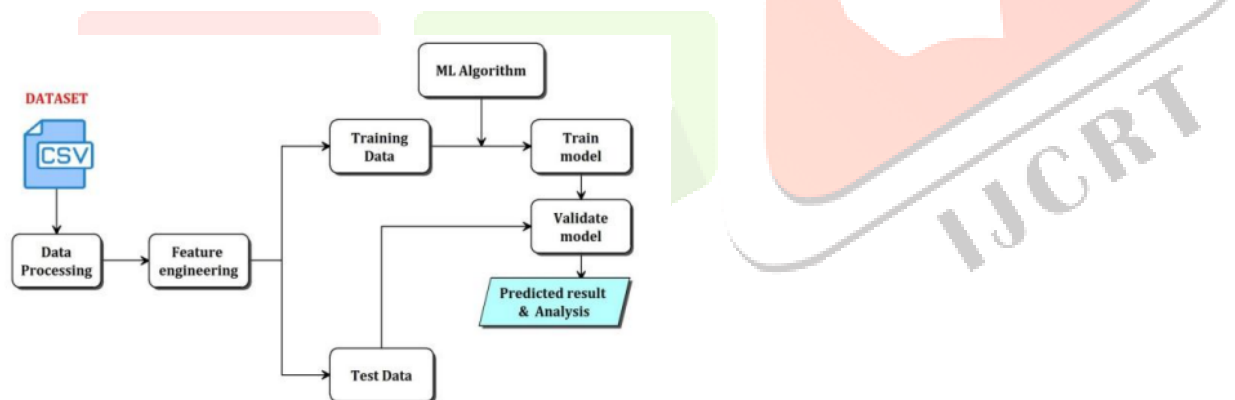 ML Algorithm
DATASET
CSV
Training
Data
Train
model
Validate
model
Data
Processing
Feature
engineering
Predicted result
& Analysis
Test Data
IJCRT